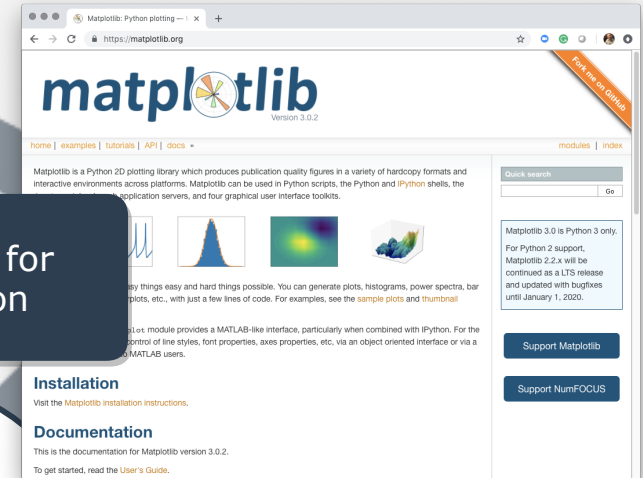 Matplotlib: Python plotting —
https://matplotlib.org
matplotlib
Version 3.0.2
Fork me on GitHub
home | examples | tutorials | API | docs »
modules | index
Matplotlib is a Python 2D plotting library which produces publication quality figures in a variety of hardcopy formats and
interactive environments across platforms. Matplotlib can be used in Python scripts, the Python and IPython shells, the
application servers, and four graphical user interface toolkits.
for
on
easy things easy and hard things possible. You can generate plots, histograms, power spectra, bar
etc., with just a few lines of code. For examples, see the sample plots and thumbnail
module provides a MATLAB-like interface, particularly when combined with IPython. For the
control of line styles, font properties, axes properties, etc, via an object oriented interface or via a
MATLAB users.
Installation
Visit the Matplotlib installation instructions.
Documentation
This is the documentation for Matplotlib version 3.0.2.
To get started, read the User's Guide.
Quick search
Go
Matplotlib 3.0 is Python 3 only.
For Python 2 support,
Matplotlib 2.2.x will be
continued as a LTS release
and updated with bugfixes
until January 1, 2020.
Support Matplotlib
Support NumFOCUS